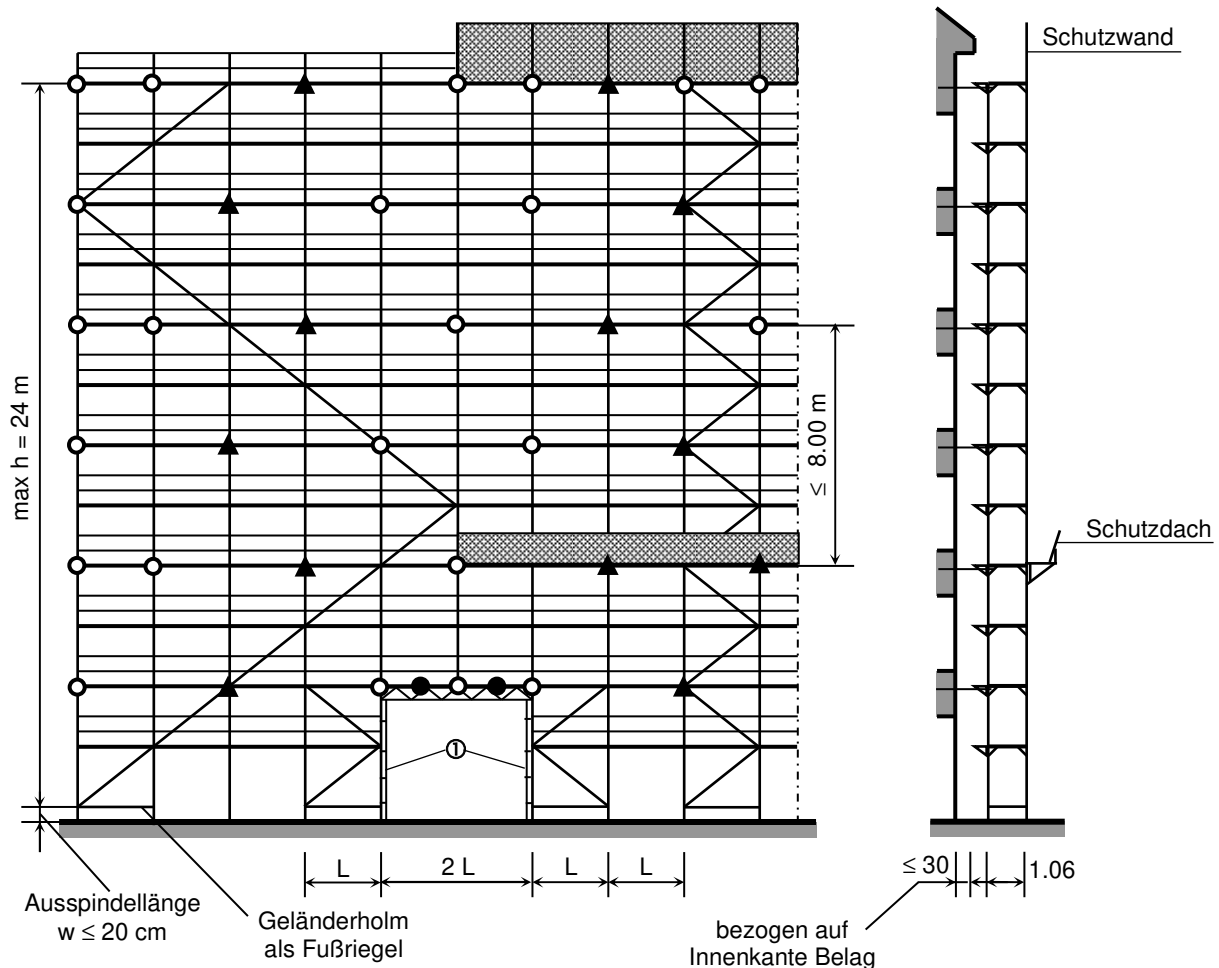 Schutzwand
max h = 24 m
≤ 8.00 m
Schutzdach
①
L
2 L
L
L
≤ 30
1.06
Ausspindellänge
w ≤ 20 cm
Geländerholm
als Fußriegel
bezogen auf
Innenkante Belag